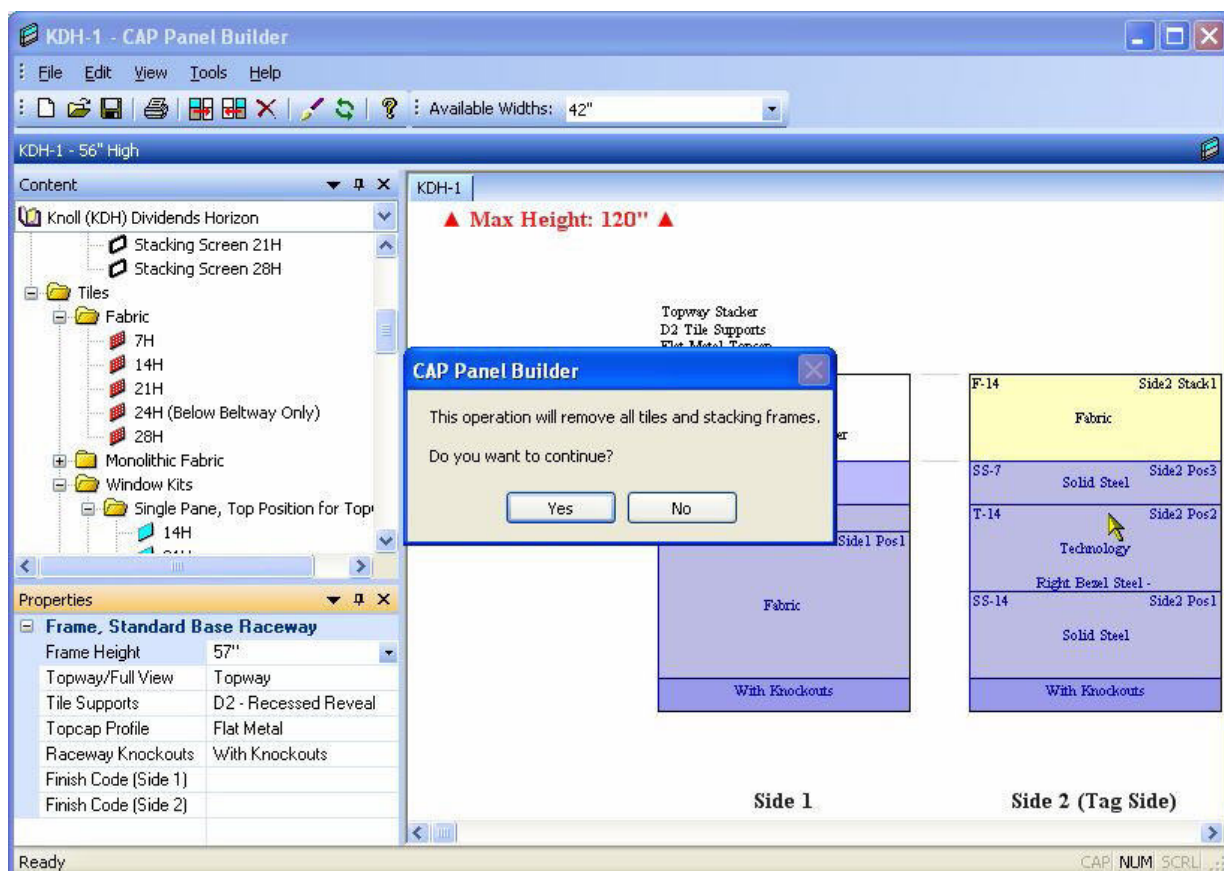 KDH-1 - CAP Panel Builder
File Edit View Tools Help
Available Widths: 42"
KDH-1 - 56" High
Content
Knoll (KDH) Dividends Horizon
Stacking Screen 21H
Stacking Screen 28H
Tiles
Fabric
7H
14H
21H
24H (Below Beltway Only)
28H
Monolithic Fabric
Window Kits
Single Pane, Top Position for Top
14H
Properties
Frame, Standard Base Raceway
Frame Height 57"
Topway/Full View Topway
Tile Supports D2 - Recessed Reveal
Topcap Profile Flat Metal
Raceway Knockouts With Knockouts
Finish Code (Side 1)
Finish Code (Side 2)
KDH-1
▲ Max Height: 120" ▲
Topway Stacker
D2 Tile Supports
Flat Metal Topcap
CAP Panel Builder
This operation will remove all tiles and stacking frames.
Do you want to continue?
Yes No
Side1 Pos1
Fabric
With Knockouts
Side 1
F-14 Side2 Stack1
Fabric
SS-7 Side2 Pos3
Solid Steel
T-14 Side2 Pos2
Technology
Right Bezel Steel -
SS-14 Side2 Pos1
Solid Steel
With Knockouts
Side 2 (Tag Side)
Ready
CAP NUM SCRL